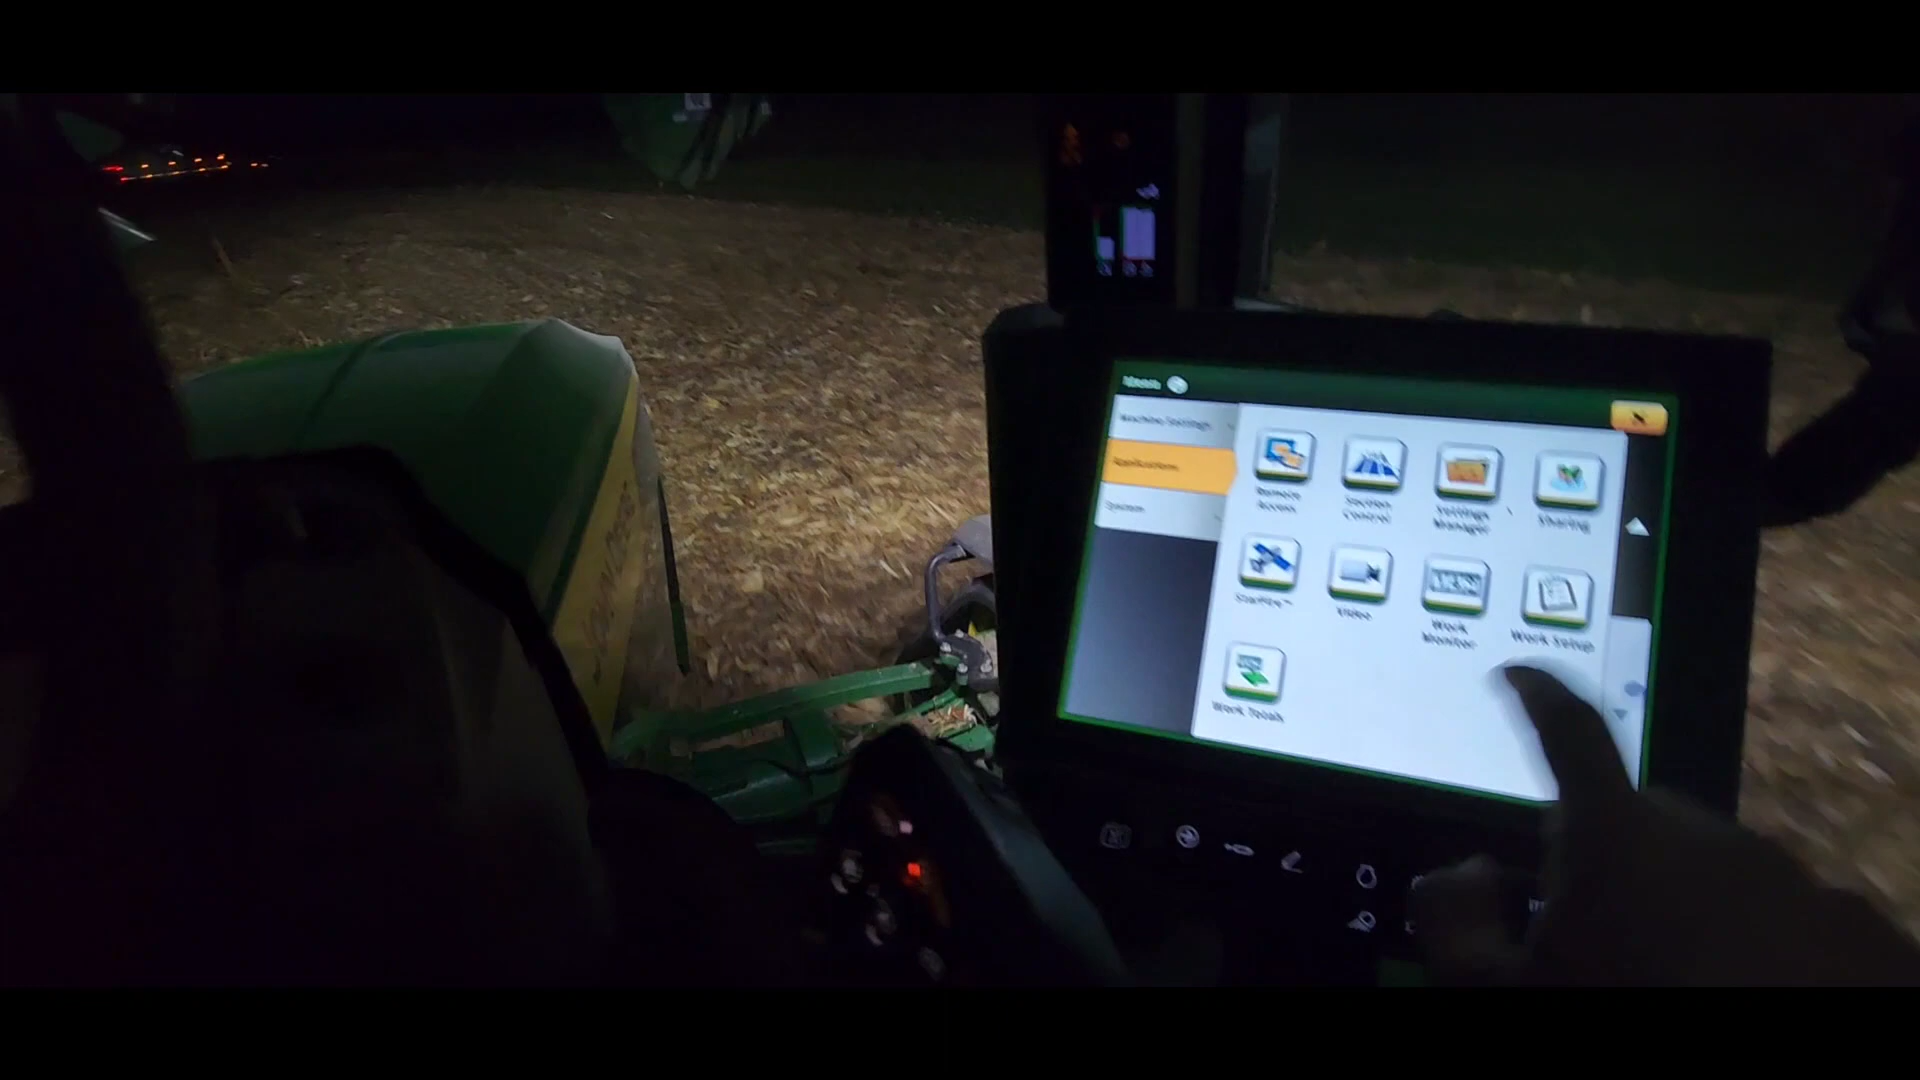 Menu
Machine Settings
Applications
System
Remote
Access
Section
Control
Settings
Manager
Sharing
StarFire™
Video
Work
Monitor
Work Setup
Work Totals